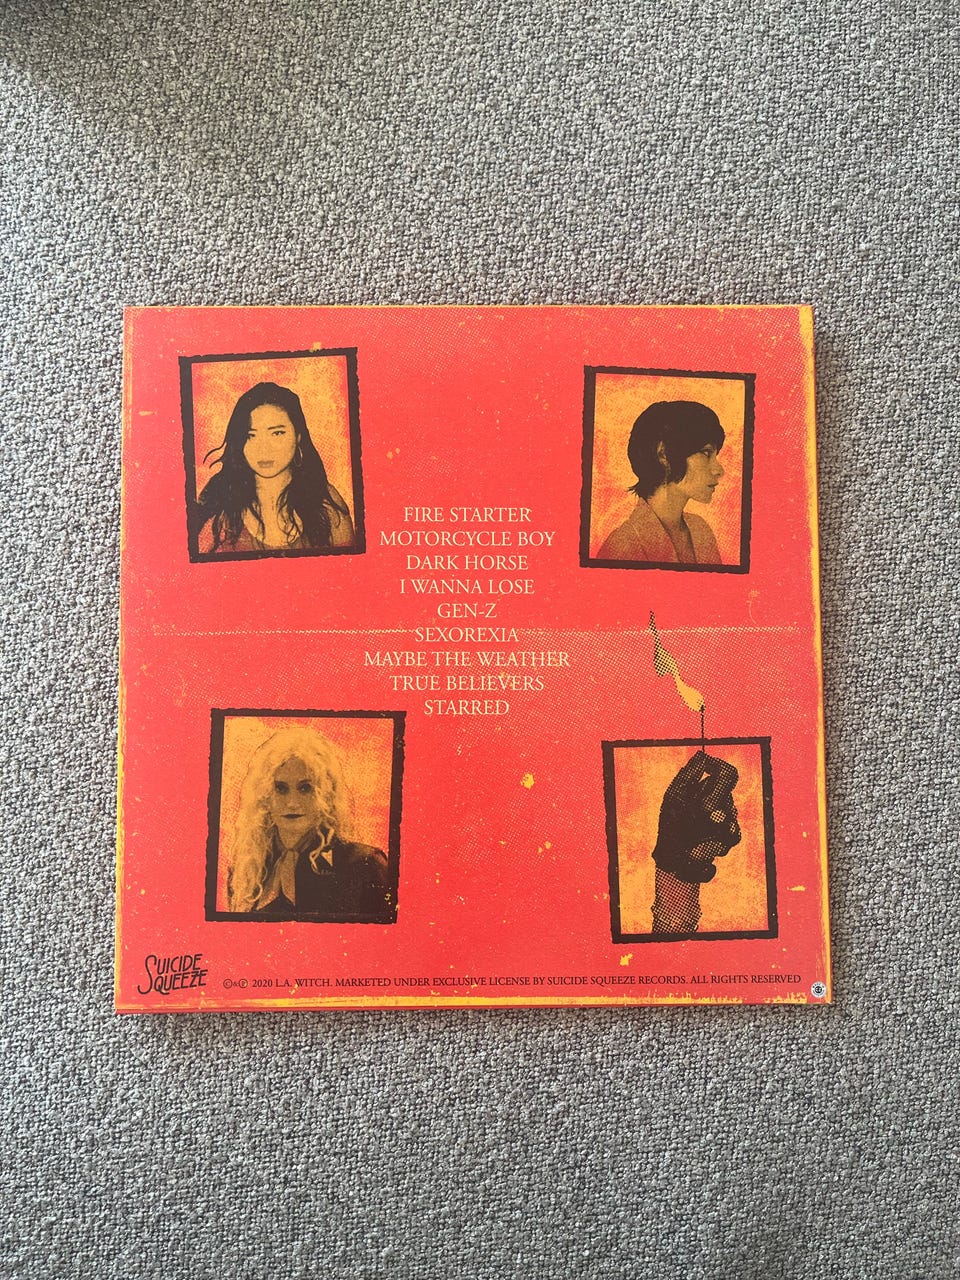 FIRE STARTER
MOTORCYCLE BOY
DARK HORSE
I WANNA LOSE
GEN-Z
SEXOREXIA
MAYBE THE WEATHER
TRUE BELIEVERS
STARRED
SUICIDE
SQUEEZE
©&℗ 2020 L.A. WITCH. MARKETED UNDER EXCLUSIVE LICENSE BY SUICIDE SQUEEZE RECORDS. ALL RIGHTS RESERVED